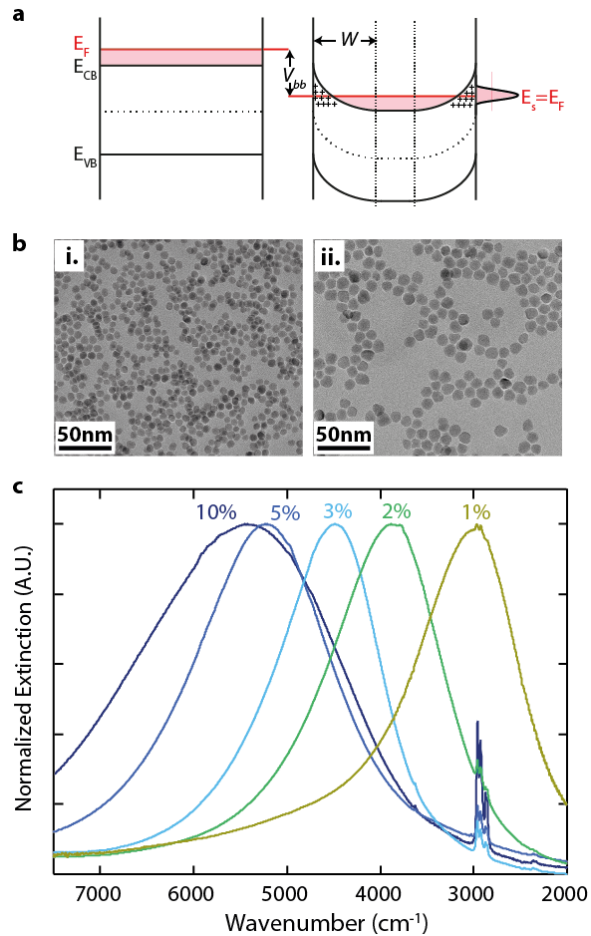 a
E_F
E_CB
E_VB
V_bb
W
+++++
E_s=E_F
b
i.
50nm
ii.
50nm
c
10%
5%
3%
2%
1%
Normalized Extinction (A.U.)
7000
6000
5000
4000
3000
2000
Wavenumber (cm⁻¹)